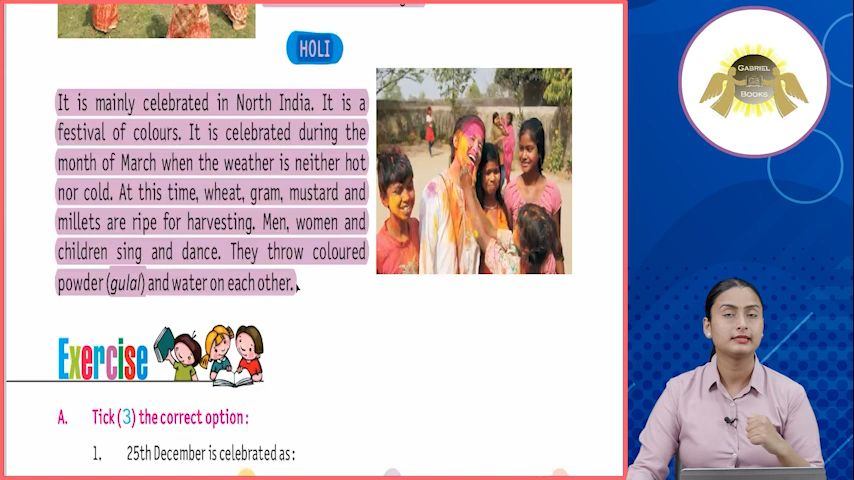 HOLI
It is mainly celebrated in North India. It is a
festival of colours. It is celebrated during the
month of March when the weather is neither hot
nor cold. At this time, wheat, gram, mustard and
millets are ripe for harvesting. Men, women and
children sing and dance. They throw coloured
powder (gulal) and water on each other.
Exercise
A. Tick (3) the correct option :
1. 25th December is celebrated as :
GABRIEL
BOOKS